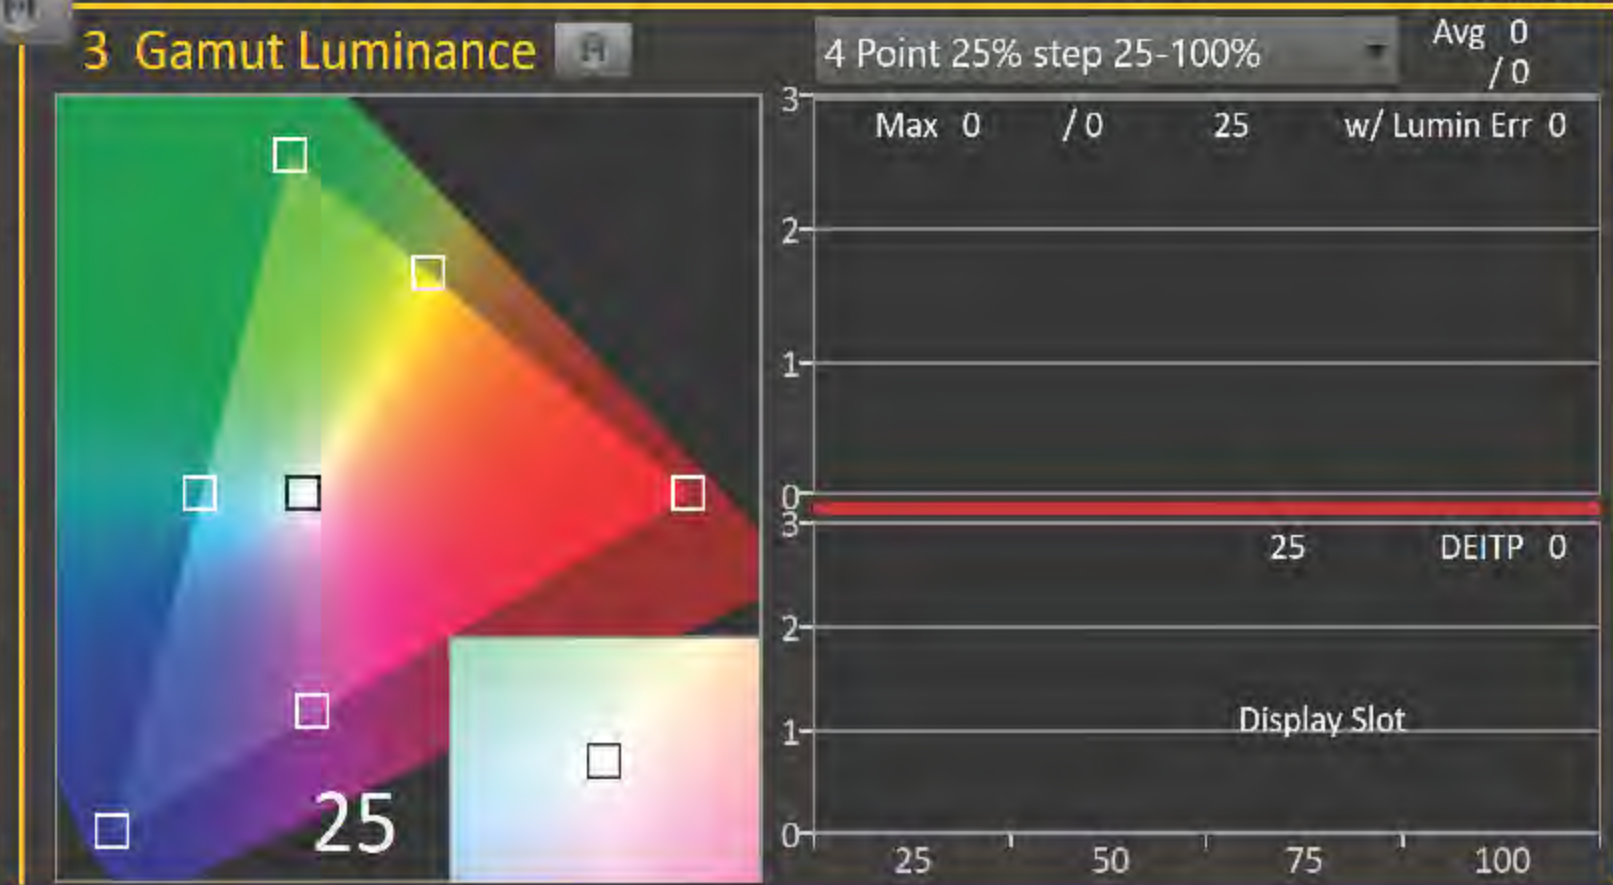 3 Gamut Luminance A
4 Point 25% step 25-100%
Avg 0
/ 0
3
Max 0 / 0 25 w/ Lumin Err 0
2
1
0
3
25 DEITP 0
2
Display Slot
1
0
25 50 75 100
25